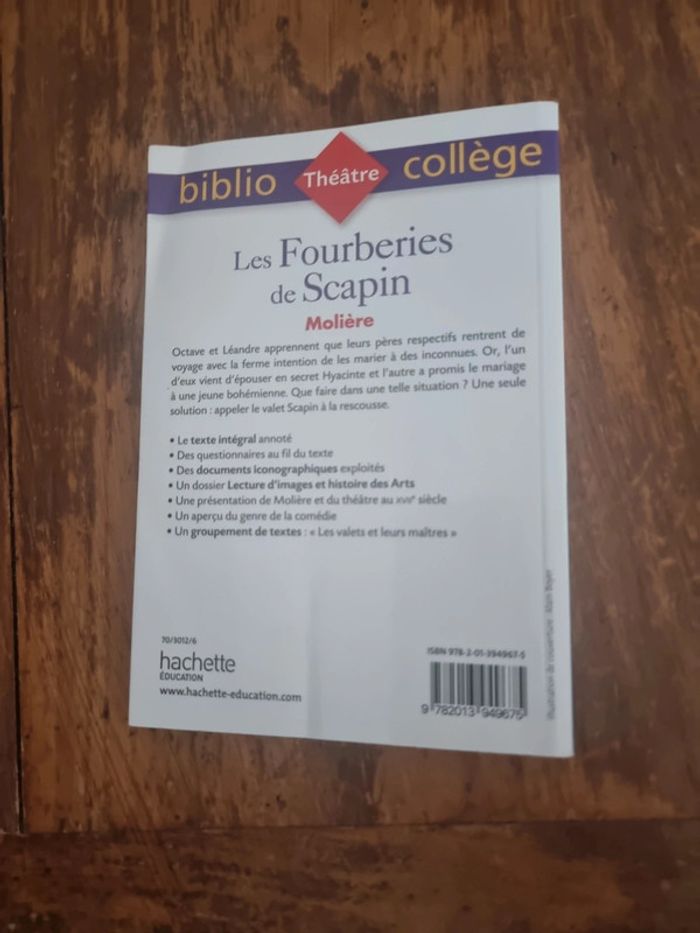 biblio Théâtre collège
Les Fourberies
de Scapin
Molière
Octave et Léandre apprennent que leurs pères respectifs rentrent de
voyage avec la ferme intention de les marier à des inconnues. Or, l'un
d'eux vient d'épouser en secret Hyacinte et l'autre a promis le mariage
à une jeune bohémienne. Que faire dans une telle situation ? Une seule
solution : appeler le valet Scapin à la rescousse.
• Le texte intégral annoté
• Des questionnaires au fil du texte
• Des documents iconographiques exploités
• Un dossier Lecture d'images et histoire des Arts
• Une présentation de Molière et du théâtre au XVIIe siècle
• Un aperçu du genre de la comédie
• Un groupement de textes : « Les valets et leurs maîtres »
70/3012/6
hachette
ÉDUCATION
www.hachette-education.com
ISBN 978-2-01-394967-5
9 782013 949675
Illustration de couverture : Alain Boyer